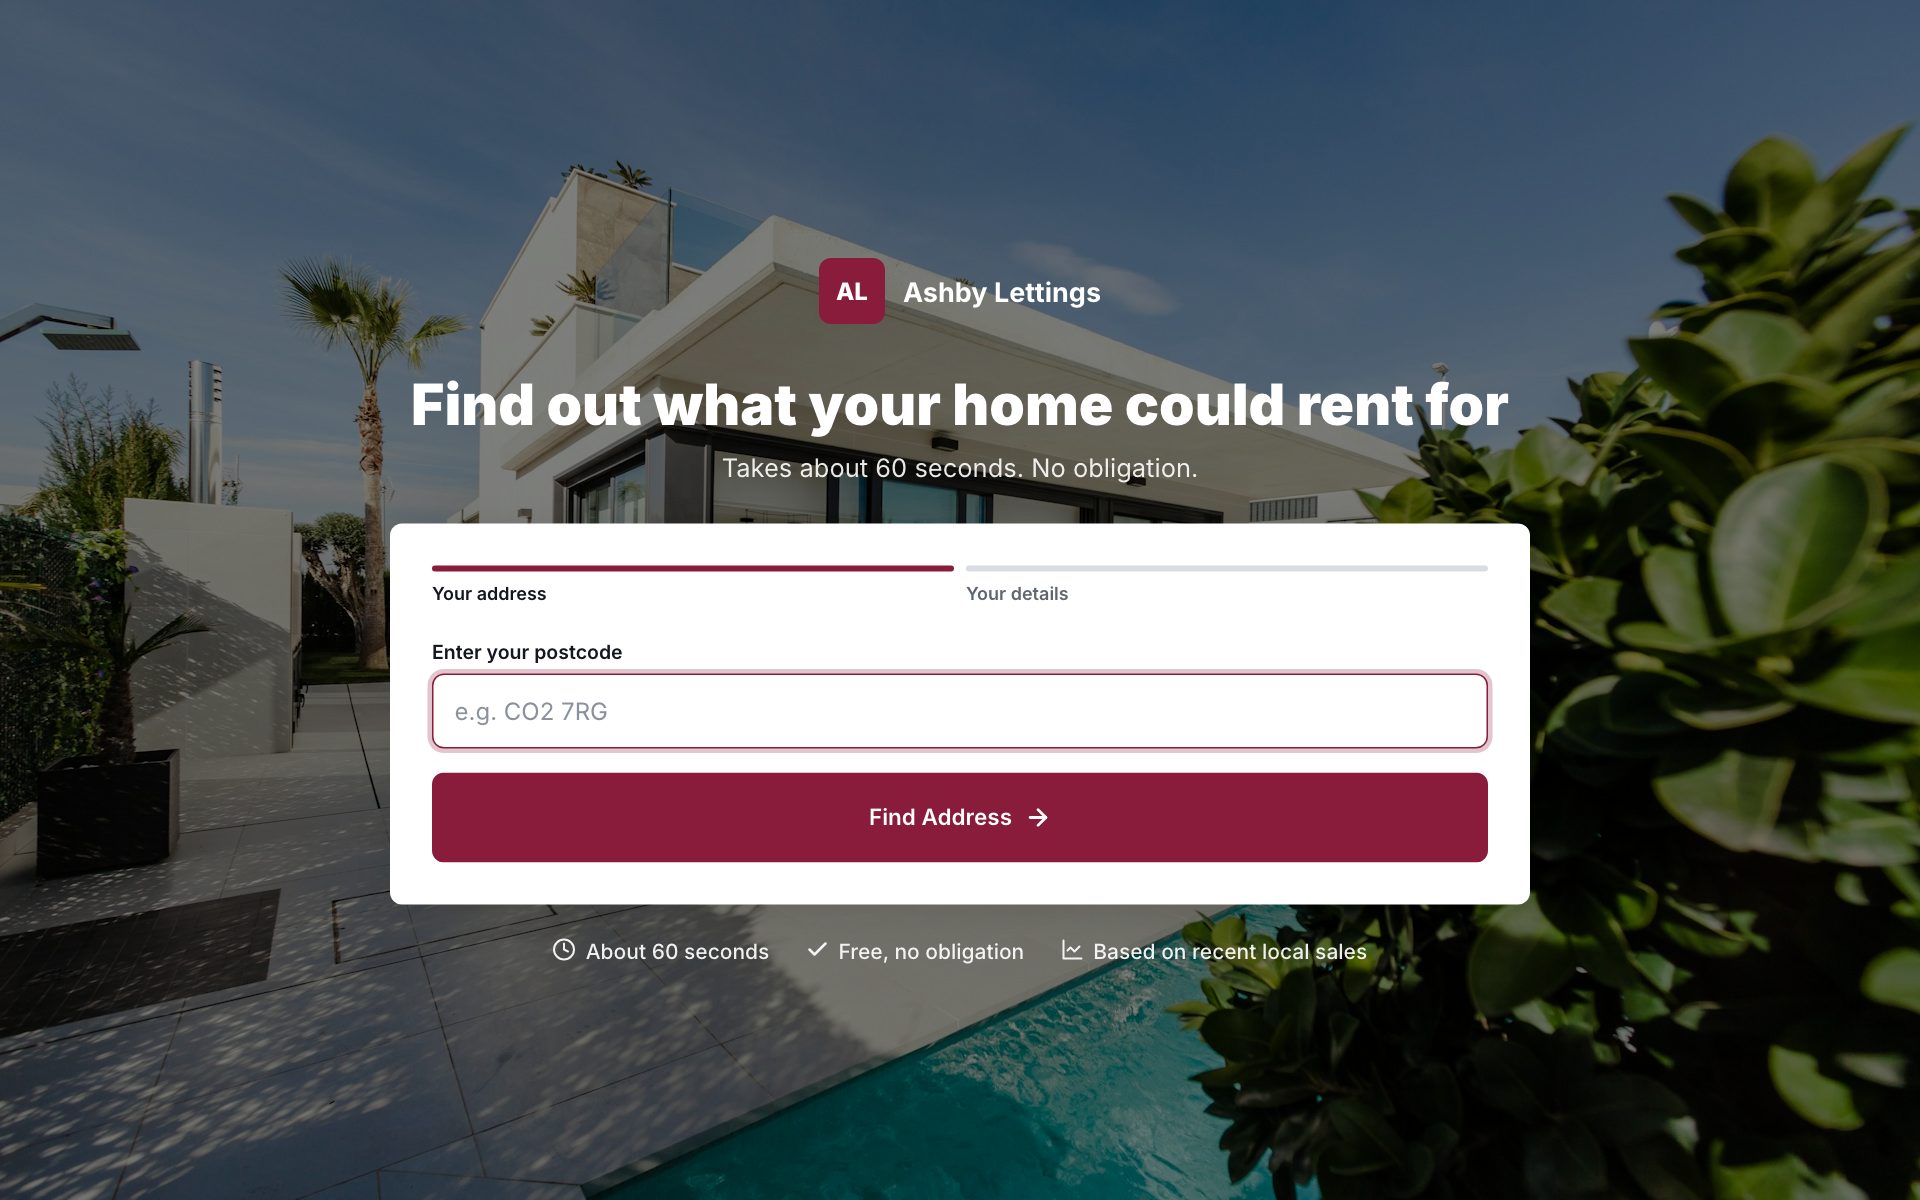 AL
Ashby Lettings
Find out what your home could rent for
Takes about 60 seconds. No obligation.
Your address
Your details
Enter your postcode
e.g. CO2 7RG
Find Address
About 60 seconds
Free, no obligation
Based on recent local sales